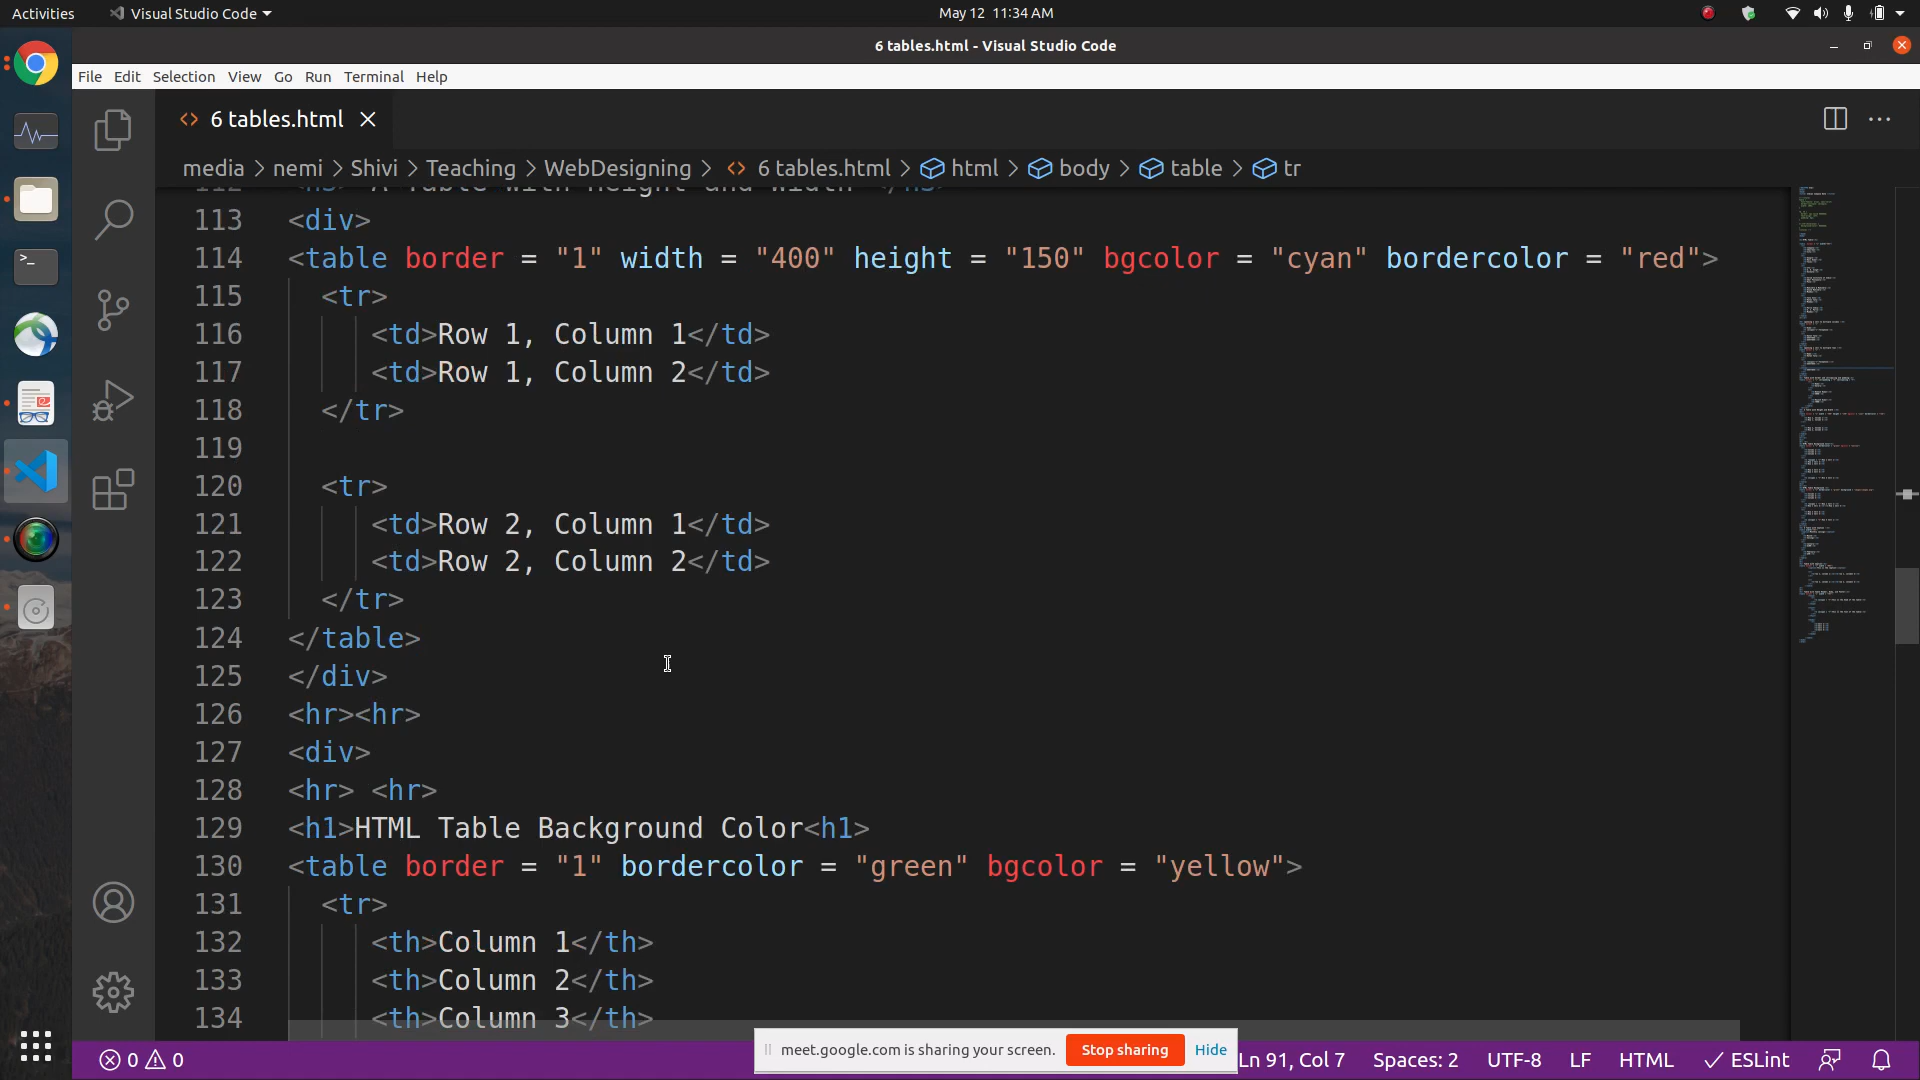 Activities
Visual Studio Code
May 12 11:34 AM
6 tables.html - Visual Studio Code
File Edit Selection View Go Run Terminal Help
<> 6 tables.html
media > nemi > Shivi > Teaching > WebDesigning > <> 6 tables.html > html > body > table > tr
112 <h3> A Table with Height and Width </h3>
113 <div>
114 <table border = "1" width = "400" height = "150" bgcolor = "cyan" bordercolor = "red">
115 <tr>
116 <td>Row 1, Column 1</td>
117 <td>Row 1, Column 2</td>
118 </tr>
119
120 <tr>
121 <td>Row 2, Column 1</td>
122 <td>Row 2, Column 2</td>
123 </tr>
124 </table>
125 </div>
126 <hr><hr>
127 <div>
128 <hr> <hr>
129 <h1>HTML Table Background Color<h1>
130 <table border = "1" bordercolor = "green" bgcolor = "yellow">
131 <tr>
132 <th>Column 1</th>
133 <th>Column 2</th>
134 <th>Column 3</th>
meet.google.com is sharing your screen. Stop sharing Hide
0 0 Ln 91, Col 7 Spaces: 2 UTF-8 LF HTML ESLint